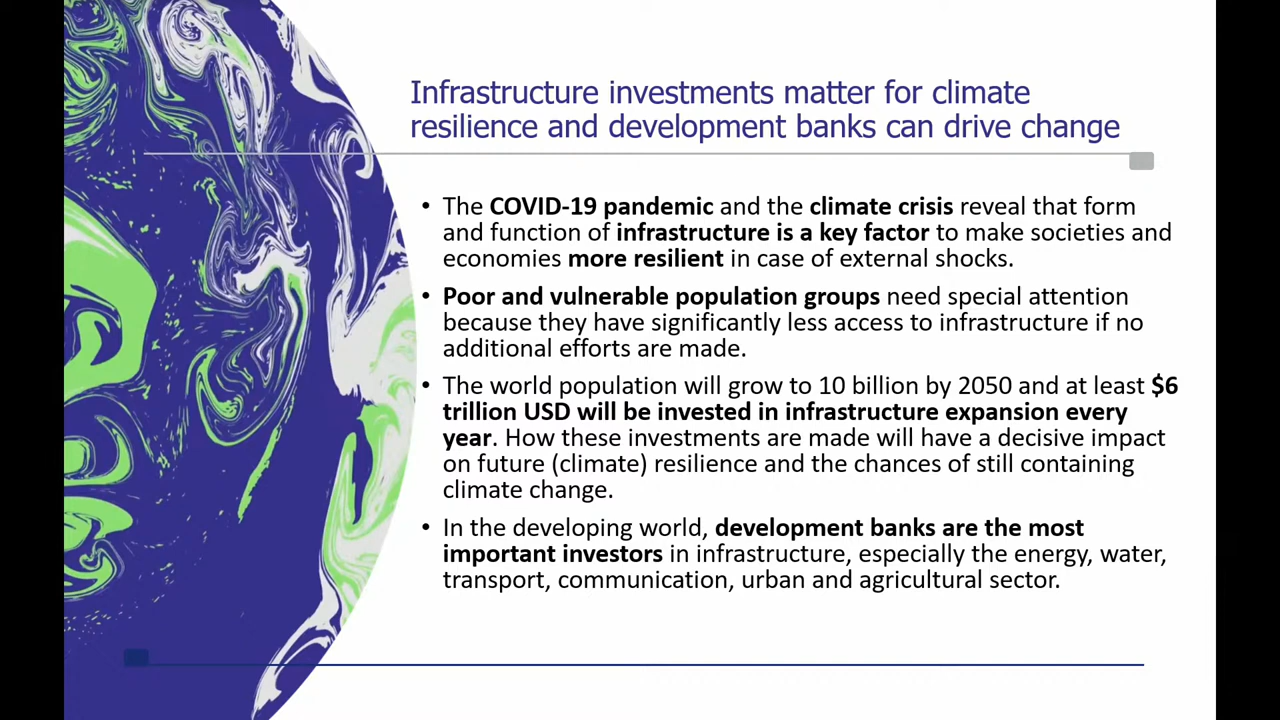 Infrastructure investments matter for climate
resilience and development banks can drive change
• The COVID-19 pandemic and the climate crisis reveal that form
and function of infrastructure is a key factor to make societies and
economies more resilient in case of external shocks.
• Poor and vulnerable population groups need special attention
because they have significantly less access to infrastructure if no
additional efforts are made.
• The world population will grow to 10 billion by 2050 and at least $6
trillion USD will be invested in infrastructure expansion every
year. How these investments are made will have a decisive impact
on future (climate) resilience and the chances of still containing
climate change.
• In the developing world, development banks are the most
important investors in infrastructure, especially the energy, water,
transport, communication, urban and agricultural sector.